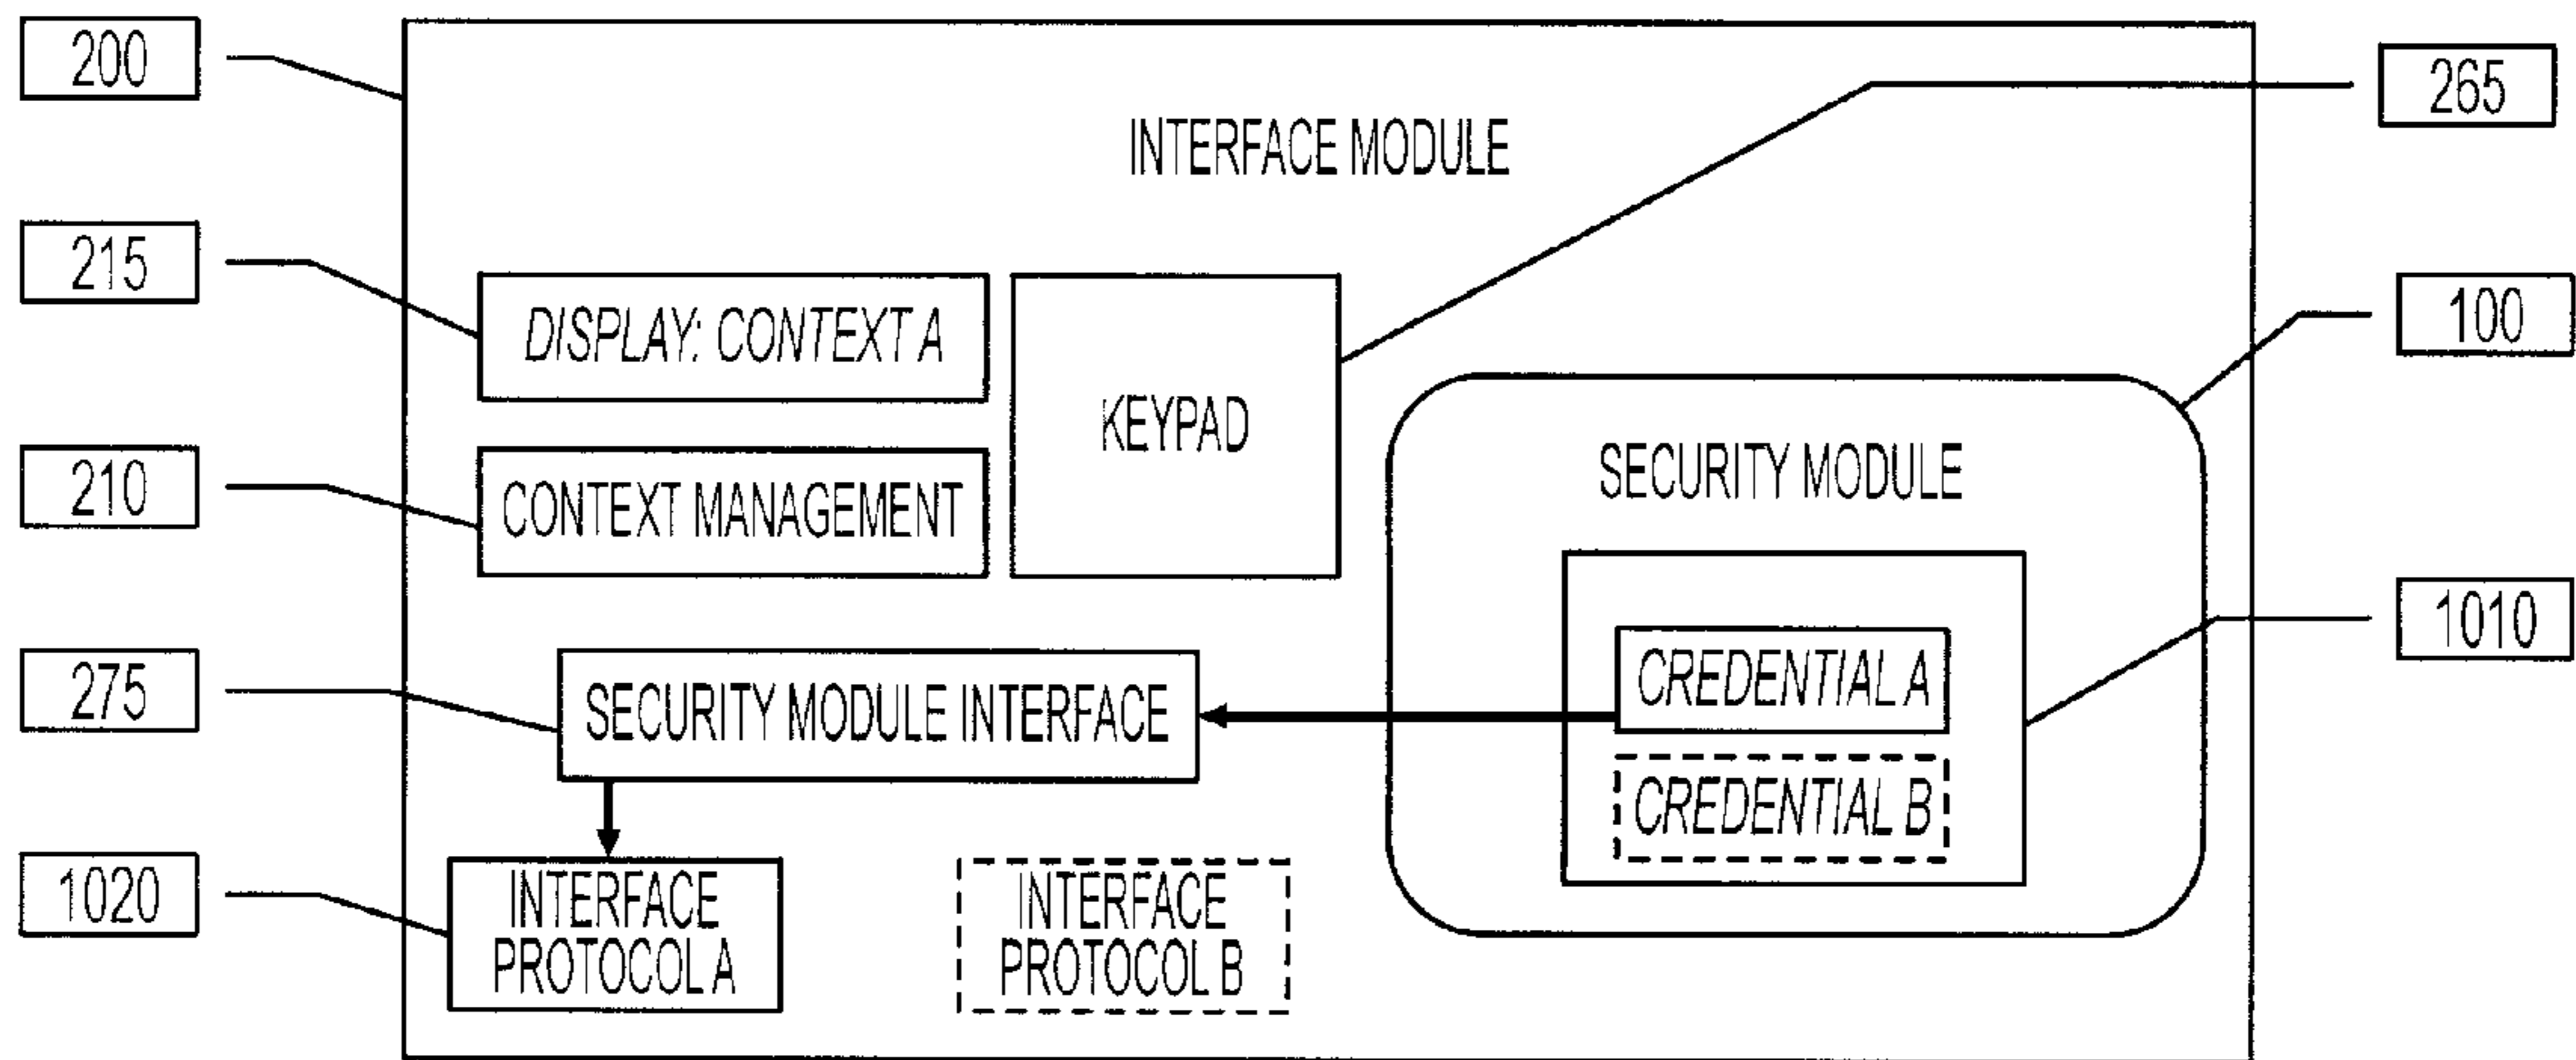 200
INTERFACE MODULE
265
215
DISPLAY: CONTEXT A
KEYPAD
100
210
CONTEXT MANAGEMENT
SECURITY MODULE
1010
275
SECURITY MODULE INTERFACE
CREDENTIAL A
CREDENTIAL B
1020
INTERFACE
PROTOCOL A
INTERFACE
PROTOCOL B